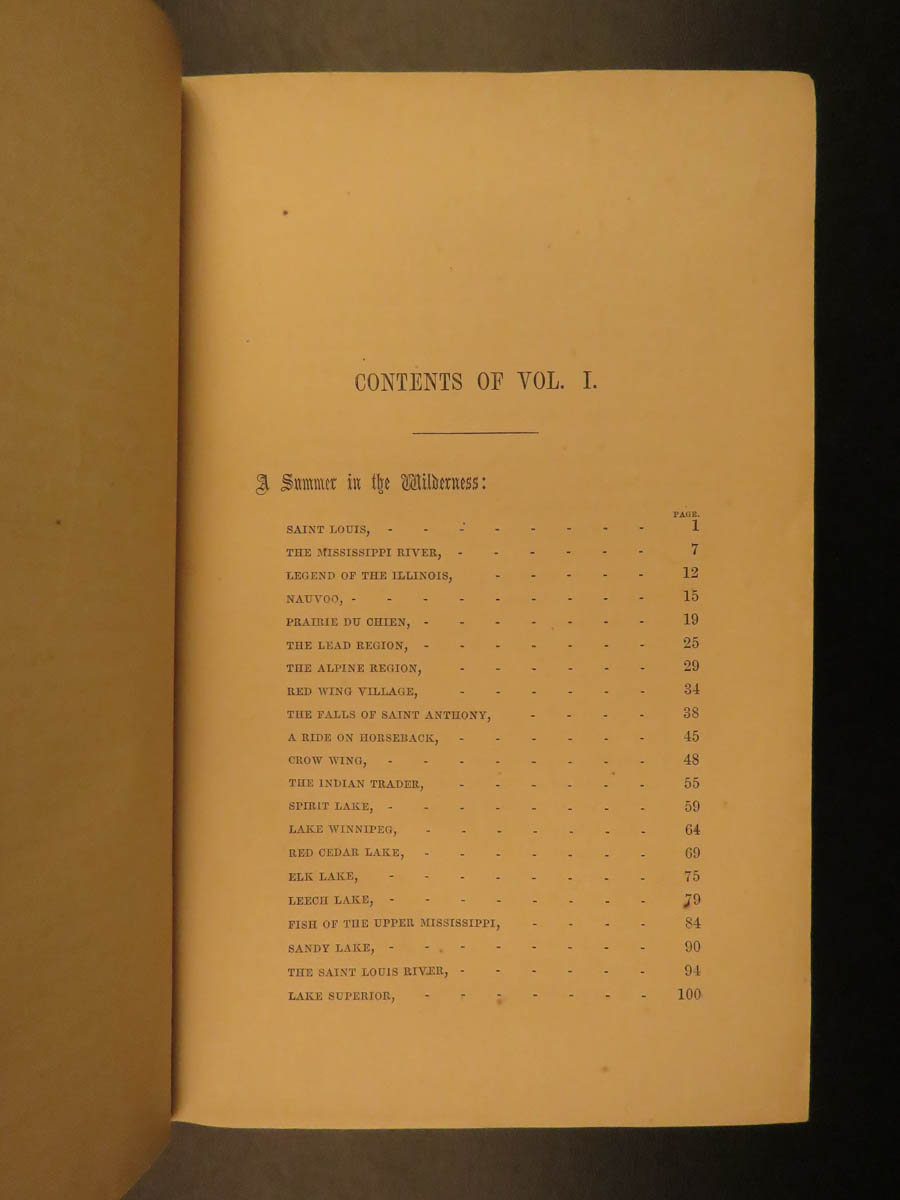 CONTENTS OF VOL. I.
A Summer in the Wilderness:
PAGE.
SAINT LOUIS, - - - - - - - - 1
THE MISSISSIPPI RIVER, - - - - - - 7
LEGEND OF THE ILLINOIS, - - - - - 12
NAUVOO, - - - - - - - - - 15
PRAIRIE DU CHIEN, - - - - - - - 19
THE LEAD REGION, - - - - - - - 25
THE ALPINE REGION, - - - - - - 29
RED WING VILLAGE, - - - - - - 34
THE FALLS OF SAINT ANTHONY, - - - - 38
A RIDE ON HORSEBACK, - - - - - - 45
CROW WING, - - - - - - - - 48
THE INDIAN TRADER, - - - - - - 55
SPIRIT LAKE, - - - - - - - - 59
LAKE WINNIPEG, - - - - - - - 64
RED CEDAR LAKE, - - - - - - - 69
ELK LAKE, - - - - - - - - 75
LEECH LAKE, - - - - - - - - 79
FISH OF THE UPPER MISSISSIPPI, - - - - 84
SANDY LAKE, - - - - - - - - 90
THE SAINT LOUIS RIVER, - - - - - - 94
LAKE SUPERIOR, - - - - - - - 100